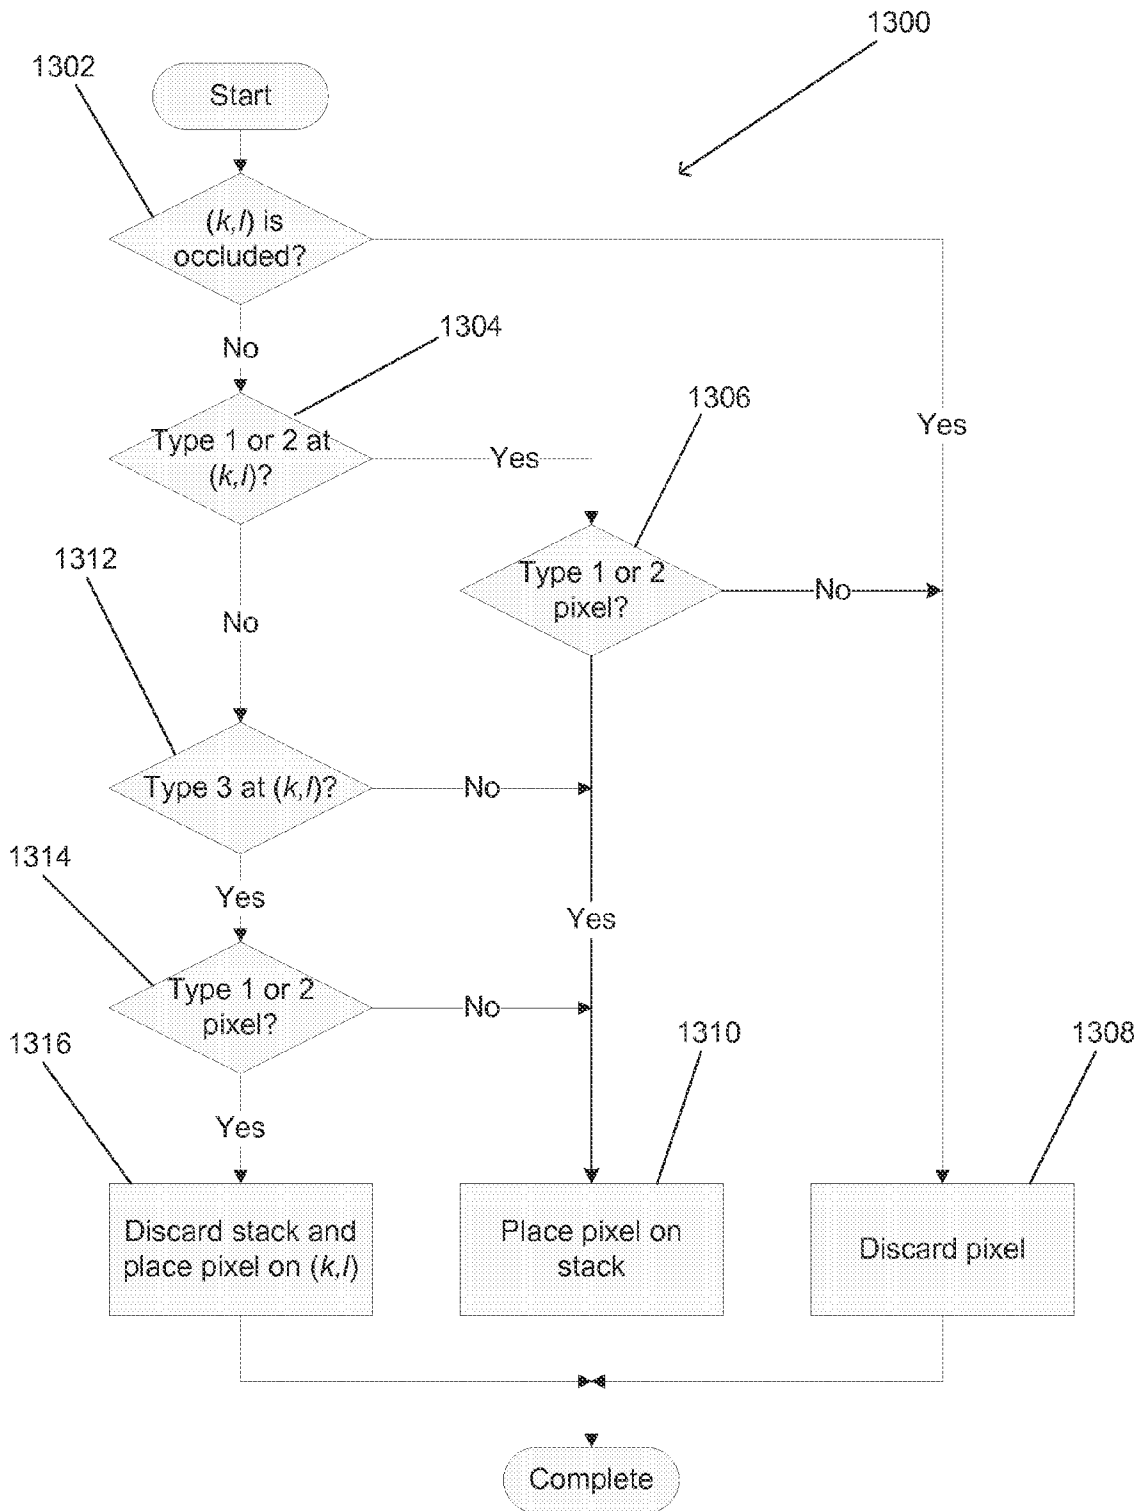 1300
1302
Start
(k,l) is
occluded?
No
1304
Type 1 or 2 at
(k,l)?
Yes
1306
Yes
1312
Type 1 or 2
pixel?
No
No
Type 3 at (k,l)?
No
1314
Yes
Yes
Type 1 or 2
pixel?
No
1316
1310
1308
Yes
Discard stack and
place pixel on (k,l)
Place pixel on
stack
Discard pixel
Complete